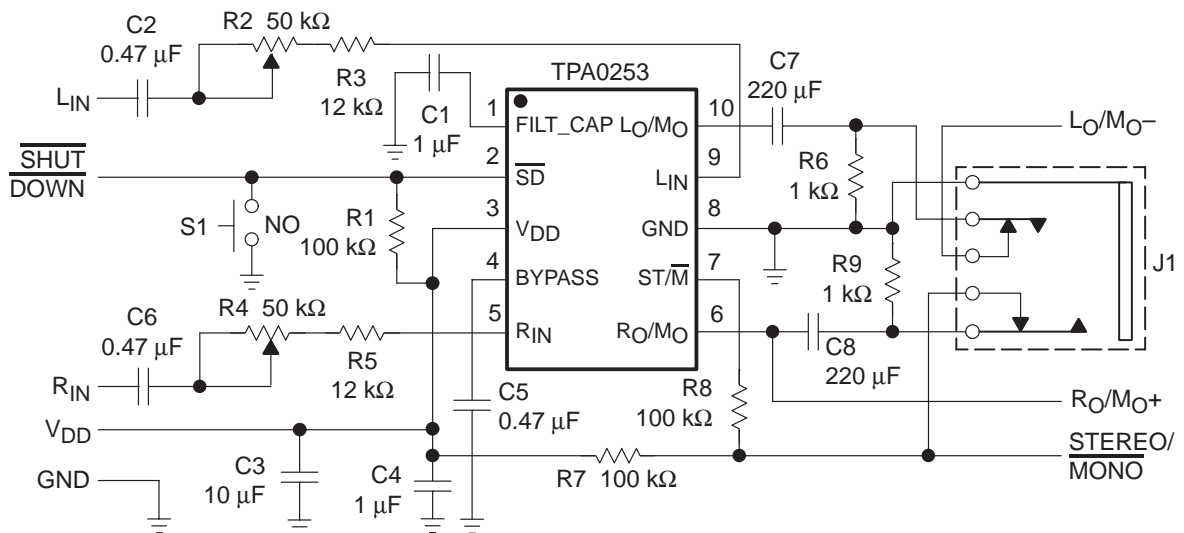 C2
0.47 μF
R2 50 kΩ
R3
12 kΩ
L_IN
C1
1 μF
TPA0253
1
FILT_CAP
L_O/M_O
10
C7
220 μF
L_O/M_O−
SHUT
DOWN
2
SD
L_IN
9
R6
1 kΩ
S1
NO
R1
100 kΩ
3
V_DD
GND
8
4
BYPASS
ST/M
7
R9
1 kΩ
J1
C6
0.47 μF
R4 50 kΩ
R5
12 kΩ
5
R_IN
R_O/M_O
6
C8
220 μF
R_IN
C5
0.47 μF
R8
100 kΩ
R_O/M_O+
V_DD
STEREO/
MONO
GND
C3
10 μF
C4
1 μF
R7 100 kΩ